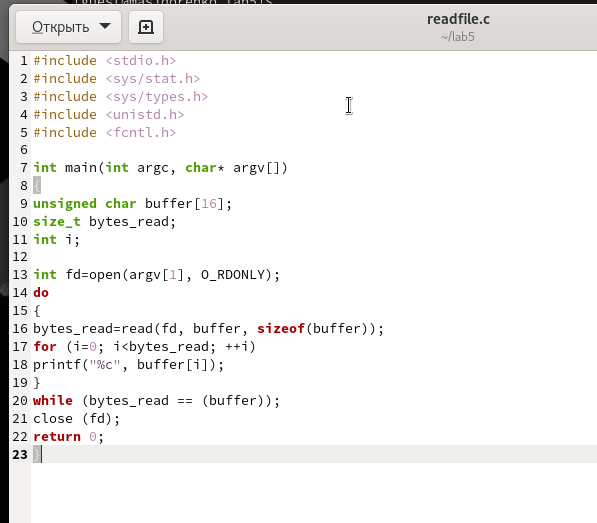 Открыть
readfile.c
~/lab5
1 #include <stdio.h>
2 #include <sys/stat.h>
3 #include <sys/types.h>
4 #include <unistd.h>
5 #include <fcntl.h>
6
7 int main(int argc, char* argv[])
8 {
9 unsigned char buffer[16];
10 size_t bytes_read;
11 int i;
12
13 int fd=open(argv[1], O_RDONLY);
14 do
15 {
16 bytes_read=read(fd, buffer, sizeof(buffer));
17 for (i=0; i<bytes_read; ++i)
18 printf("%c", buffer[i]);
19 }
20 while (bytes_read == (buffer));
21 close (fd);
22 return 0;
23 }